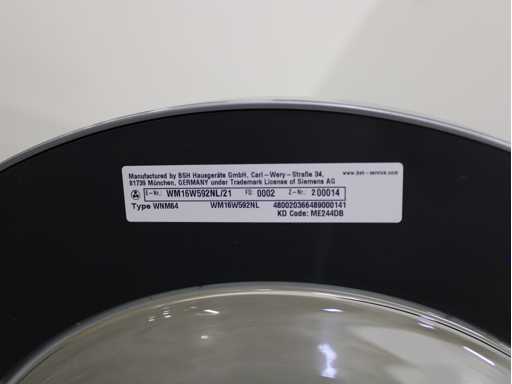 Manufactured by BSH Hausgeräte GmbH, Carl-Wery-Straße 34,
81739 München, GERMANY under Trademark License of Siemens AG
www.bsh-service.com
E-Nr.: WM16W592NL/21 FD: 0002 Z-Nr.: 200014
Type WNM64 WM16W592NL 480020366489000141
KD Code: ME244DB